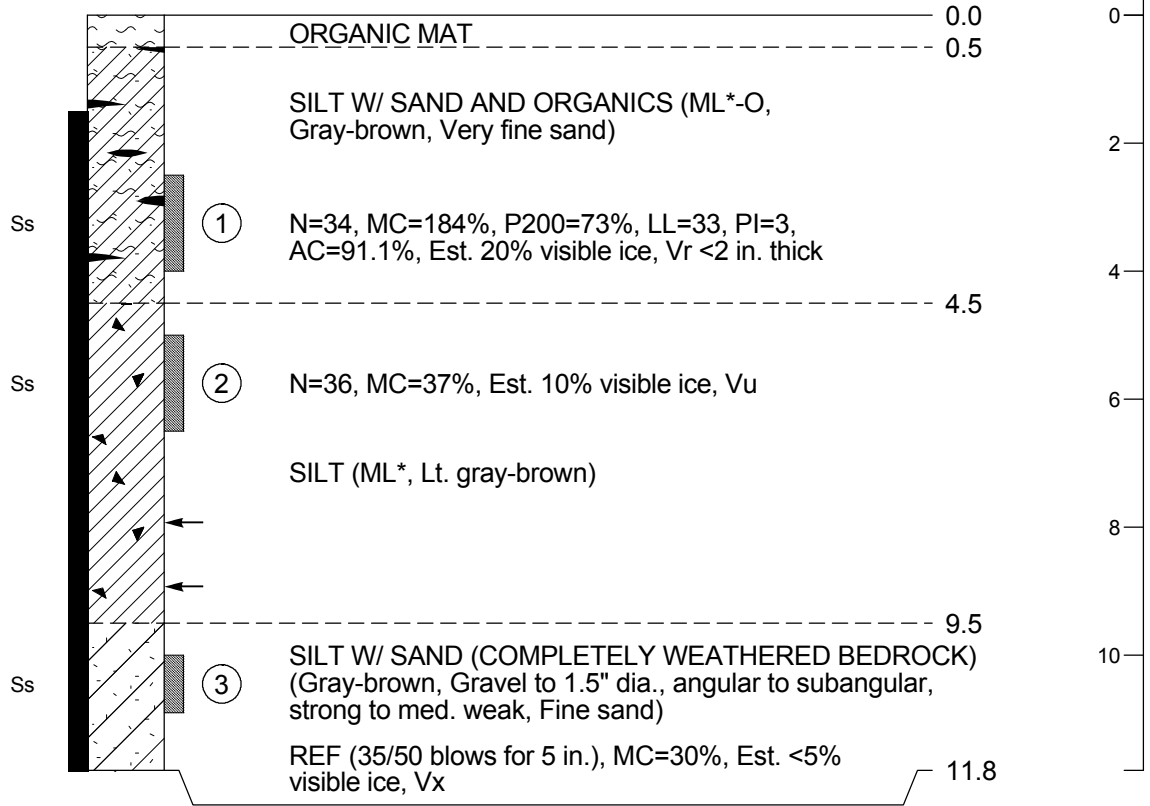 0.0
0
ORGANIC MAT
0.5
SILT W/ SAND AND ORGANICS (ML*-O,
Gray-brown, Very fine sand)
2
Ss
1
N=34, MC=184%, P200=73%, LL=33, PI=3,
AC=91.1%, Est. 20% visible ice, Vr <2 in. thick
4
4.5
Ss
2
N=36, MC=37%, Est. 10% visible ice, Vu
6
SILT (ML*, Lt. gray-brown)
8
9.5
SILT W/ SAND (COMPLETELY WEATHERED BEDROCK)
10
Ss
3
(Gray-brown, Gravel to 1.5" dia., angular to subangular,
strong to med. weak, Fine sand)
REF (35/50 blows for 5 in.), MC=30%, Est. <5%
visible ice, Vx
11.8